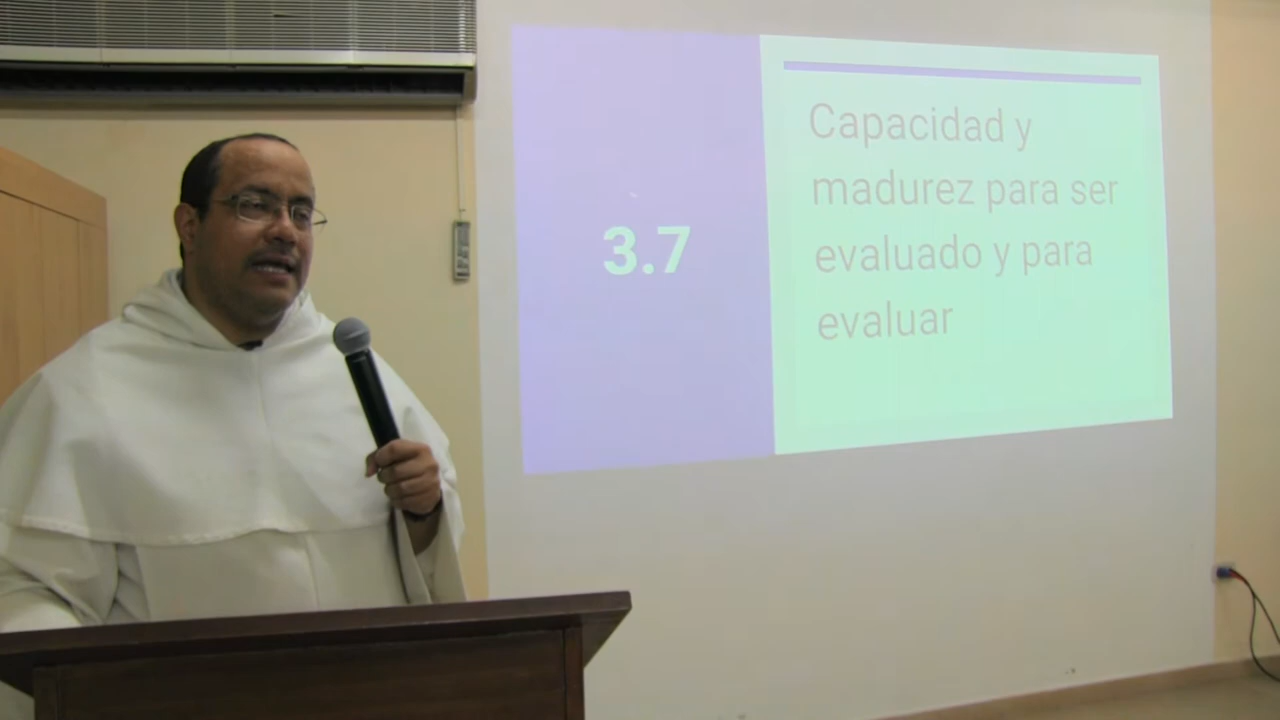 3.7
Capacidad y
madurez para ser
evaluado y para
evaluar